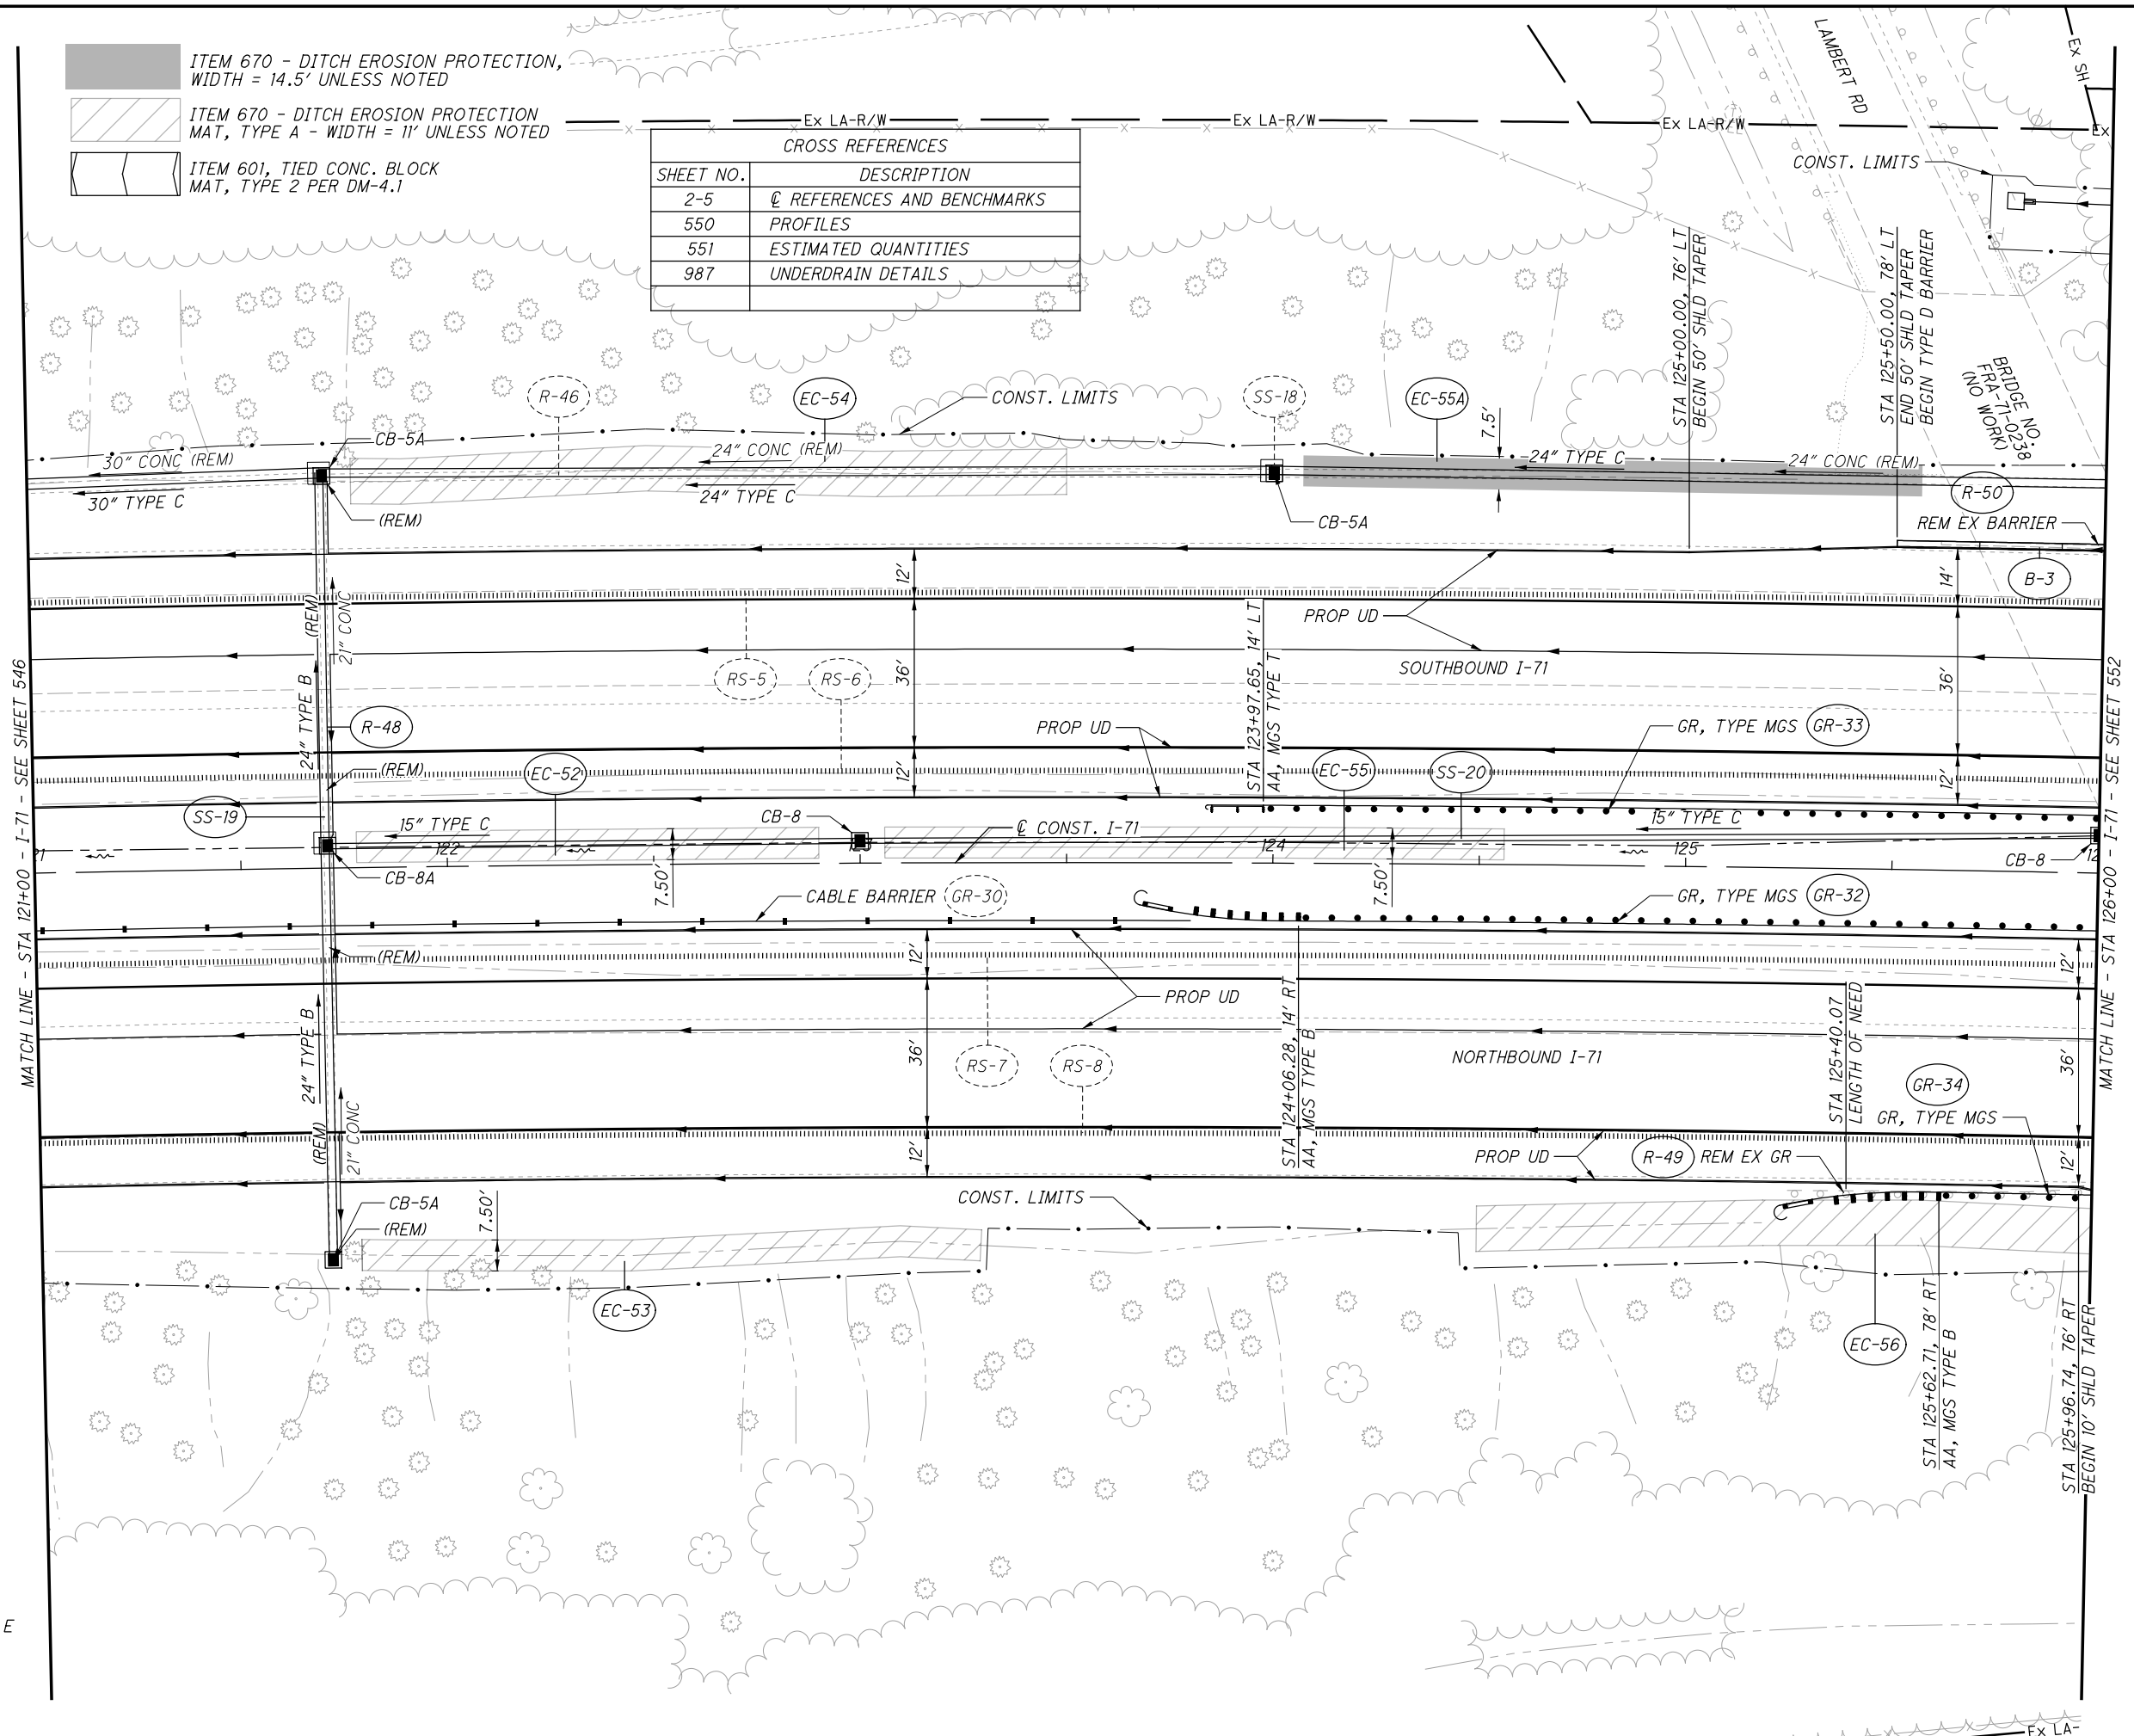 ITEM 670 - DITCH EROSION PROTECTION,
WIDTH = 14.5' UNLESS NOTED
ITEM 670 - DITCH EROSION PROTECTION
MAT, TYPE A - WIDTH = 11' UNLESS NOTED
ITEM 601, TIED CONC. BLOCK
MAT, TYPE 2 PER DM-4.1
Ex LA-R/W
Ex LA-R/W
Ex LA-R/W
Ex
LAMBERT RD
Ex SH
CONST. LIMITS
CROSS REFERENCES
SHEET NO. DESCRIPTION
2-5 ℄ REFERENCES AND BENCHMARKS
550 PROFILES
551 ESTIMATED QUANTITIES
987 UNDERDRAIN DETAILS
STA 125+00.00, 76' LT
BEGIN 50' SHLD TAPER
STA 125+50.00, 78' LT
END 50' SHLD TAPER
BEGIN TYPE D BARRIER
BRIDGE NO.
FRA-71-0238
(NO WORK)
R-46
EC-54
CONST. LIMITS
SS-18
EC-55A
7.5'
CB-5A
30" CONC (REM)
24" CONC (REM)
24" TYPE C
24" CONC (REM)
30" TYPE C
24" TYPE C
(REM)
CB-5A
R-50
REM EX BARRIER
B-3
12'
14'
(REM)
21" CONC
PROP UD
STA 123+97.65, 14' LT
AA, MGS TYPE T
SOUTHBOUND I-71
RS-5
RS-6
36'
36'
24" TYPE B
R-48
PROP UD
GR, TYPE MGS
GR-33
(REM)
EC-52
12'
EC-55
SS-20
12'
SS-19
15" TYPE C
CB-8
℄ CONST. I-71
15" TYPE C
21
122
123
124
125
12
CB-8
CB-8A
7.50'
7.50'
CABLE BARRIER
GR-30
GR, TYPE MGS
GR-32
MATCH LINE - STA 121+00 - I-71 - SEE SHEET 546
MATCH LINE - STA 126+00 - I-71 - SEE SHEET 552
(REM)
12'
12'
PROP UD
24" TYPE B
36'
RS-7
RS-8
STA 124+06.28, 14' RT
AA, MGS TYPE B
NORTHBOUND I-71
STA 125+40.07
LENGTH OF NEED
36'
GR-34
GR, TYPE MGS
(REM)
21" CONC
12'
PROP UD
R-49
REM EX GR
12'
CB-5A
(REM)
7.50'
CONST. LIMITS
EC-53
EC-56
STA 125+62.71, 78' RT
AA, MGS TYPE B
STA 125+96.74, 76' RT
BEGIN 10' SHLD TAPER
E
Ex LA-